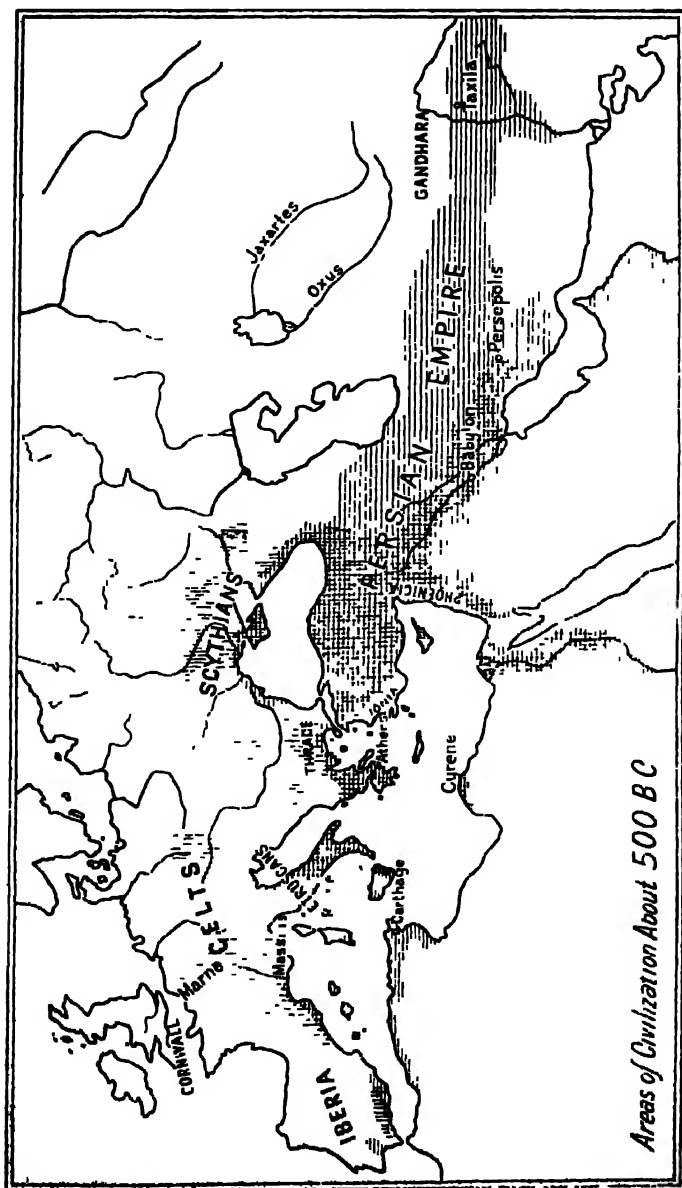 Jaxartes
Oxus
GANDHARA
Taxila
PERSIAN EMPIRE
Persepolis
Babylon
PHOENICIA
SCYTHIANS
THRACE
IONIA
Athens
Cyrene
CELTS
Marne
CORNWALL
ETRUSCANS
Carthage
IBERIA
Areas of Civilization About 500 BC